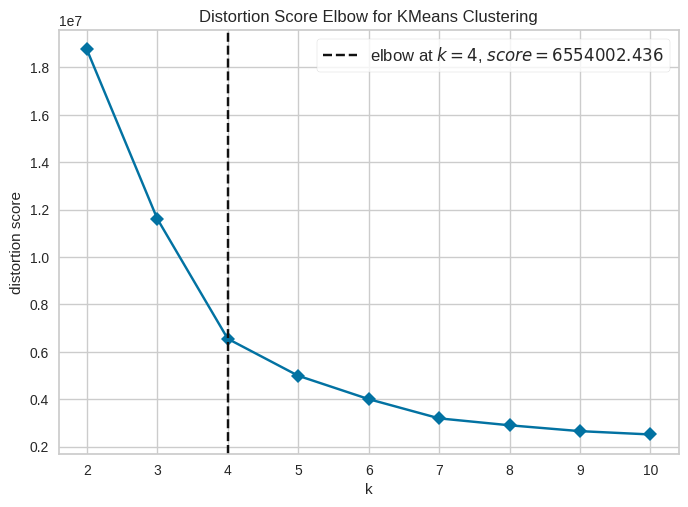 Distortion Score Elbow for KMeans Clustering
1e7
elbow at k = 4, score = 6554002.436
1.8
1.6
1.4
1.2
1.0
0.8
0.6
0.4
0.2
distortion score
2 3 4 5 6 7 8 9 10
k